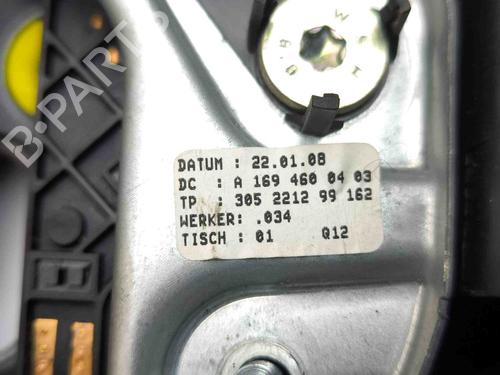 B-PARTS
DATUM : 22.01.08
DC : A 169 460 04 03
TP : 305 2212 99 162
WERKER: .034
TISCH : 01 Q12